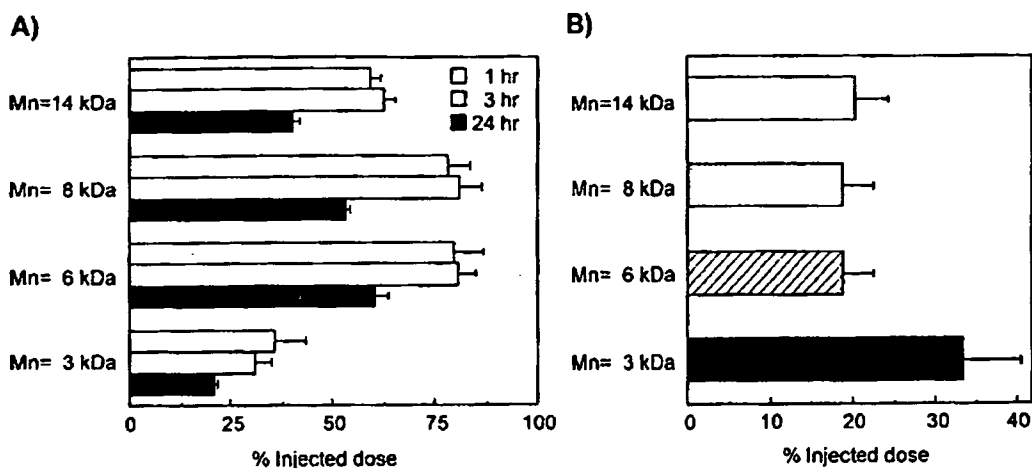 A)
Mn=14 kDa
Mn= 8 kDa
Mn= 6 kDa
Mn= 3 kDa
1 hr
3 hr
24 hr
0 25 50 75 100
% Injected dose
B)
Mn=14 kDa
Mn= 8 kDa
Mn= 6 kDa
Mn= 3 kDa
0 10 20 30 40
% Injected dose